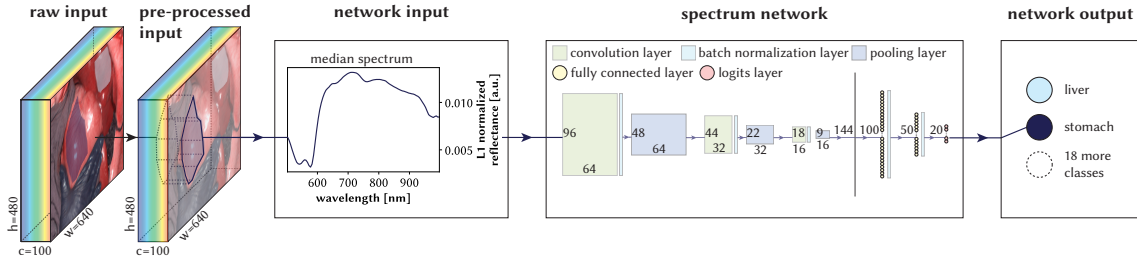 raw input
pre-processed
input
network input
spectrum network
network output
h=480
w=640
c=100
h=480
w=640
c=100
median spectrum
0.010
0.005
L1 normalized
reflectance [a.u.]
600 700 800 900
wavelength [nm]
convolution layer batch normalization layer pooling layer
fully connected layer logits layer
96
64
48
64
44
32
22
32
18
16
9
16
144
100
50
20
liver
stomach
18 more
classes